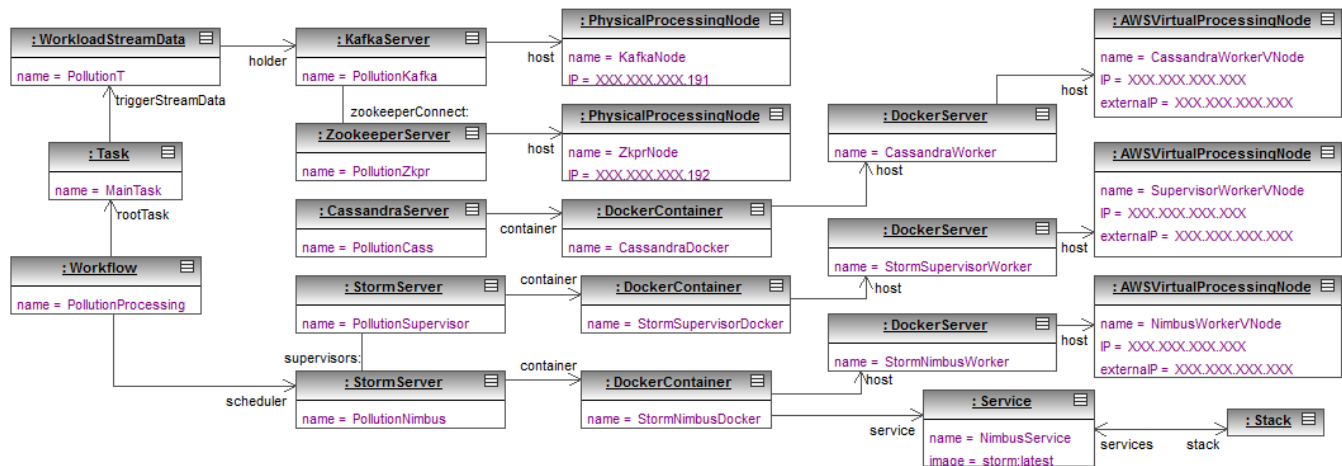 : WorkloadStreamData
name = PollutionT
triggerStreamData
: Task
name = MainTask
rootTask
: Workflow
name = PollutionProcessing
holder
: KafkaServer
name = PollutionKafka
zookeeperConnect:
: ZookeeperServer
name = PollutionZkpr
: CassandraServer
name = PollutionCass
: StormServer
name = PollutionSupervisor
supervisors:
scheduler
: StormServer
name = PollutionNimbus
host
: PhysicalProcessingNode
name = KafkaNode
IP = XXX.XXX.XXX.191
host
: PhysicalProcessingNode
name = ZkprNode
IP = XXX.XXX.XXX.192
container
: DockerContainer
name = CassandraDocker
container
: DockerContainer
name = StormSupervisorDocker
container
: DockerContainer
name = StormNimbusDocker
: DockerServer
name = CassandraWorker
host
: DockerServer
name = StormSupervisorWorker
host
: DockerServer
name = StormNimbusWorker
host
service
: Service
name = NimbusService
image = storm:latest
host
: AWSVirtualProcessingNode
name = CassandraWorkerVNode
IP = XXX.XXX.XXX.XXX
externalP = XXX.XXX.XXX.XXX
host
: AWSVirtualProcessingNode
name = SupervisorWorkerVNode
IP = XXX.XXX.XXX.XXX
externalP = XXX.XXX.XXX.XXX
host
: AWSVirtualProcessingNode
name = NimbusWorkerVNode
IP = XXX.XXX.XXX.XXX
externalP = XXX.XXX.XXX.XXX
services
stack
: Stack